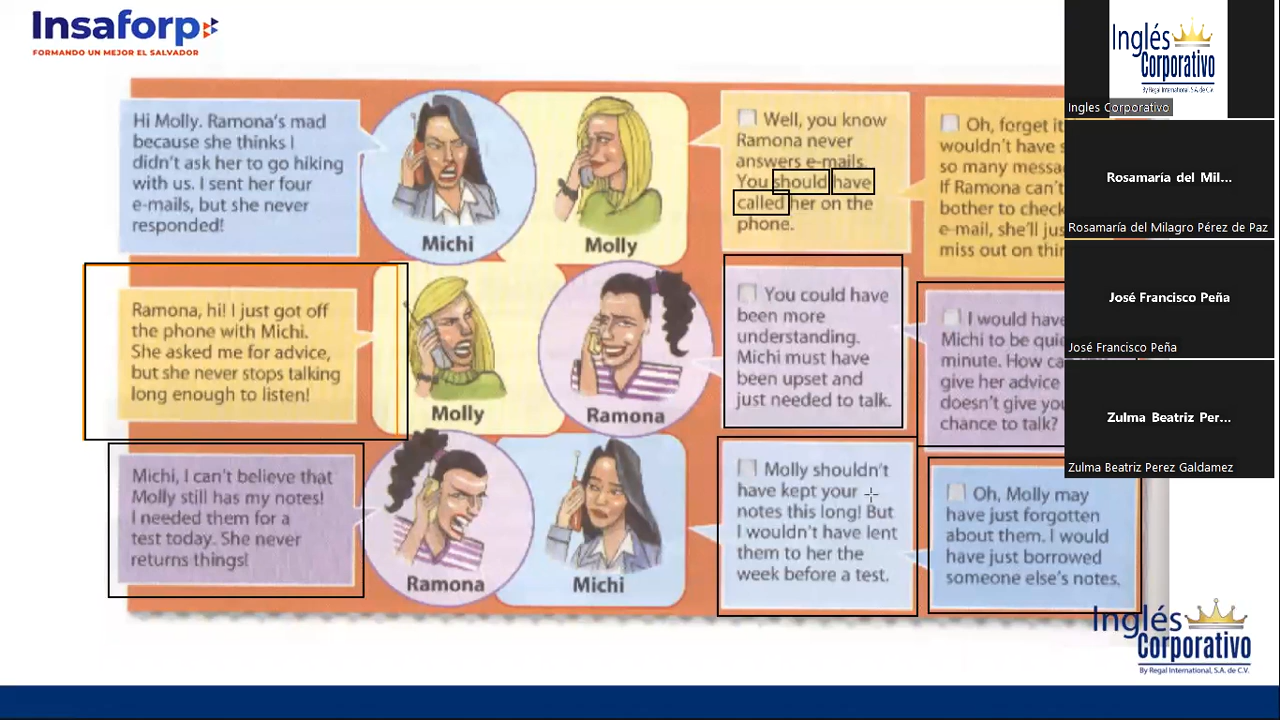 Insaforp
FORMANDO UN MEJOR EL SALVADOR
Hi Molly. Ramona's mad
because she thinks I
didn't ask her to go hiking
with us. I sent her four
e-mails, but she never
responded!
Michi
Molly
Well, you know
Ramona never
answers e-mails.
You should have
called her on the
phone.
Oh, forget it
wouldn't have
so many
If Ramona can't
bother to check
e-mail, she'll
miss out on
Ramona, hi! I just got off
the phone with Michi.
She asked me for advice,
but she never stops talking
long enough to listen!
Molly
Ramona
You could have
been more
understanding.
Michi must have
been upset and
just needed to talk.
I would have
Michi to be
minute. How
give her advice
doesn't give
chance to talk?
Michi, I can't believe that
Molly still has my notes!
I needed them for a
test today. She never
returns things!
Ramona
Michi
Molly shouldn't
have kept your
notes this long! But
I wouldn't have lent
them to her the
week before a test.
Oh, Molly may
have just forgotten
about them. I would
have just borrowed
someone else's notes.
Inglés
Corporativo
By Regal International, S.A. de C.V.
Ingles Corporativo
Rosamaría del Mil...
Rosamaría del Milagro Pérez de Paz
José Francisco Peña
José Francisco Peña
Zulma Beatriz Per...
Zulma Beatriz Perez Galdamez
Inglés
Corporativo
By Regal International, S.A. de C.V.